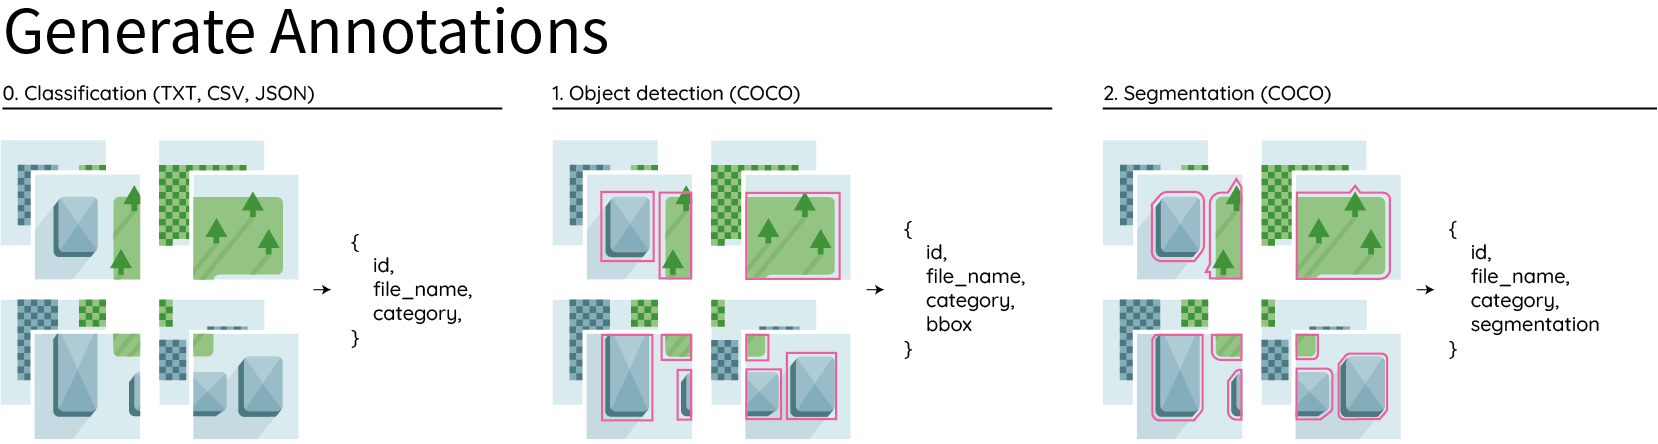 Generate Annotations
0. Classification (TXT, CSV, JSON)
{
id,
file_name,
category,
}
1. Object detection (COCO)
{
id,
file_name,
category,
bbox
}
2. Segmentation (COCO)
{
id,
file_name,
category,
segmentation
}